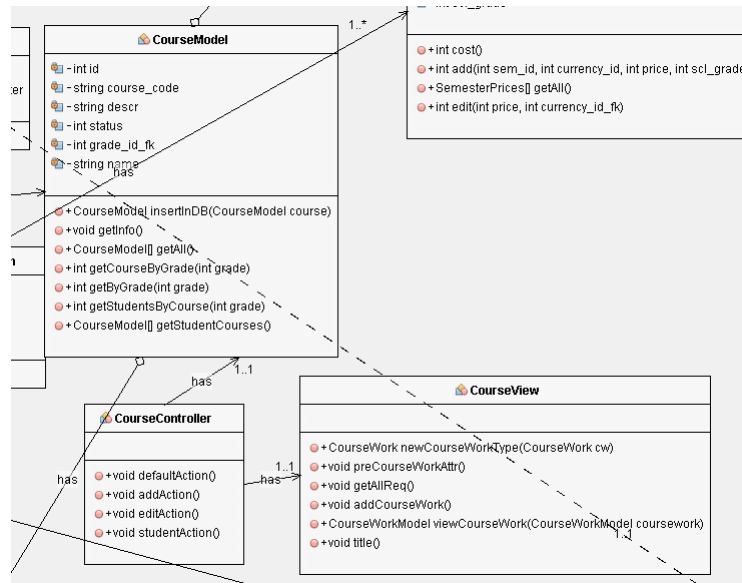 CourseModel
- int id
- string course_code
- string descr
- int status
- int grade_id_fk
- string name
+ CourseModel insertInDB(CourseModel course)
+ void getInfo()
+ CourseModel[] getAll()
+ int getCourseByGrade(int grade)
+ int getByGrade(int grade)
+ int getStudentsByCourse(int grade)
+ CourseModel[] getStudentCourses()
has
1..*
+ int cost()
+ int add(int sem_id, int currency_id, int price, int scl_grade
+ SemesterPrices[] getAll()
+ int edit(int price, int currency_id_fk)
has
1..1
CourseController
+ void defaultAction()
+ void addAction()
+ void editAction()
+ void studentAction()
has
has
1..1
CourseView
+ CourseWork newCourseWorkType(CourseWork cw)
+ void preCourseWorkAttr()
+ void getAllReq()
+ void addCourseWork()
+ CourseWorkModel viewCourseWork(CourseWorkModel coursework)
+ void title()
1..1